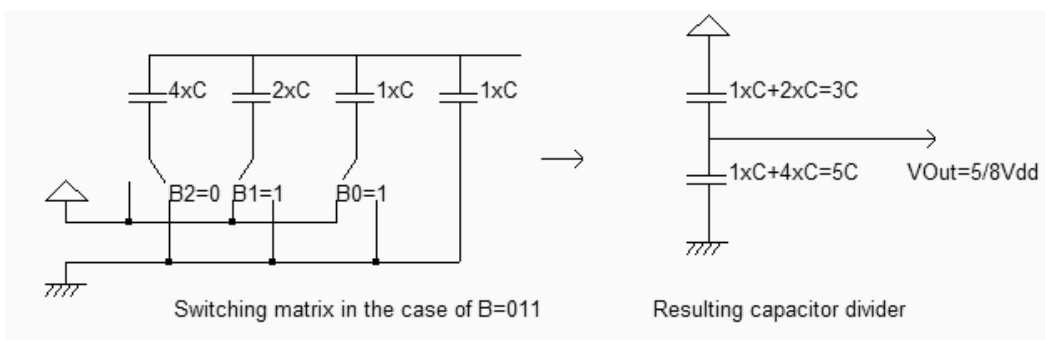 4xC
2xC
1xC
1xC
B2=0
B1=1
B0=1
Switching matrix in the case of B=011
1xC+2xC=3C
1xC+4xC=5C
VOut=5/8Vdd
Resulting capacitor divider